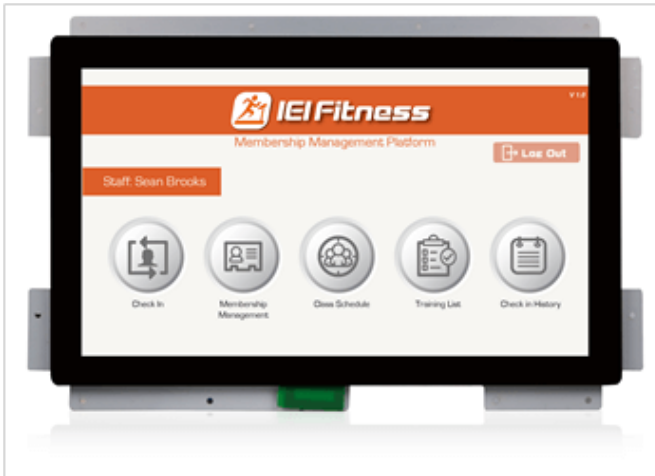 IEI Fitness
V 1.0
Membership Management Platform
Log Out
Staff: Sean Brooks
Check In
Membership
Management
Class Schedule
Training List
Check in History